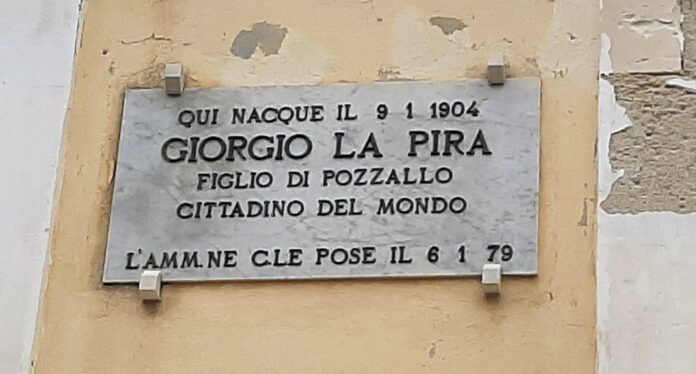 QUI NACQUE IL 9 1 1904
GIORGIO LA PIRA
FIGLIO DI POZZALLO
CITTADINO DEL MONDO
L'AMM.NE C.LE POSE IL 6 1 79